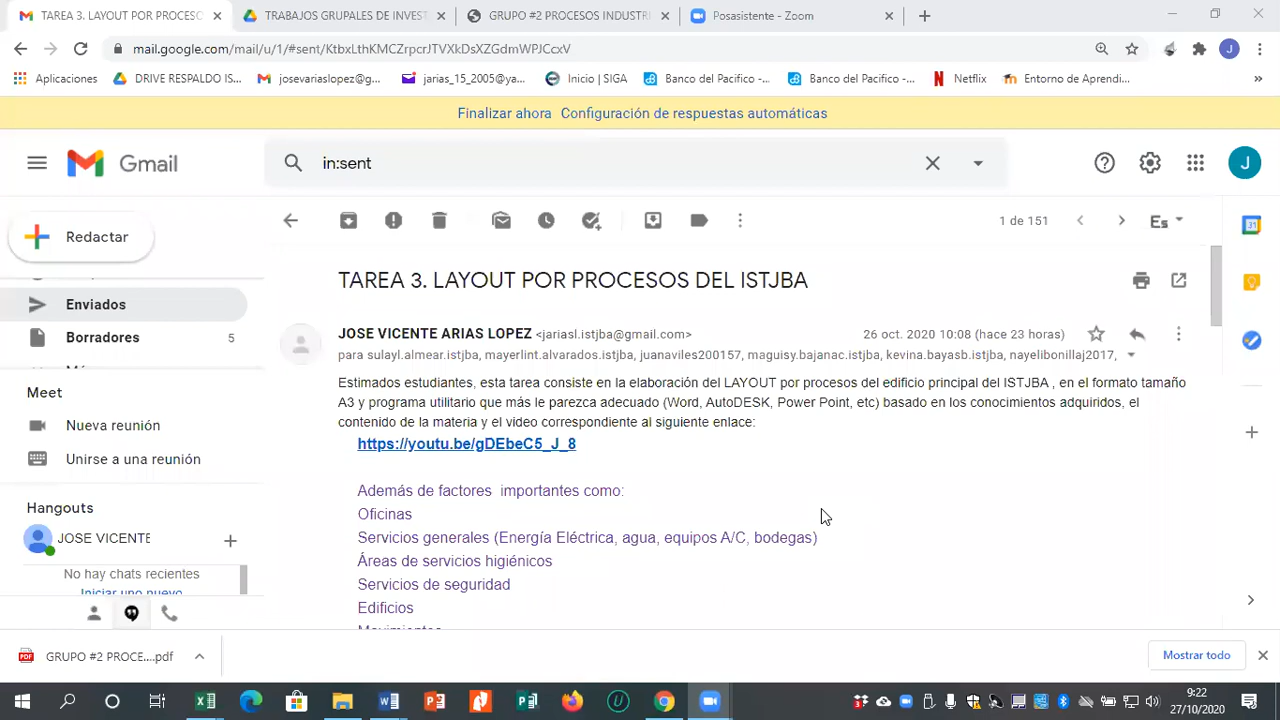 TAREA 3. LAYOUT POR PROCESO
TRABAJOS GRUPALES DE INVEST
GRUPO #2 PROCESOS INDUSTRI
Posasistente - Zoom
mail.google.com/mail/u/1/#sent/KtbxLthKMCZrpcrJTVXkDsXZGdmWPJCcxV
Aplicaciones
DRIVE RESPALDO IS...
josevariaslopez@g...
jarias_15_2005@ya...
Inicio | SIGA
Banco del Pacifico -...
Banco del Pacifico -...
Netflix
Entorno de Aprendi...
»
Finalizar ahora Configuración de respuestas automáticas
Gmail
in:sent
J
Redactar
1 de 151
Es
Enviados
Borradores 5
Meet
Nueva reunión
Unirse a una reunión
Hangouts
JOSE VICENTE
No hay chats recientes
Iniciar uno nuevo
TAREA 3. LAYOUT POR PROCESOS DEL ISTJBA
JOSE VICENTE ARIAS LOPEZ <jariasl.istjba@gmail.com>
26 oct. 2020 10:08 (hace 23 horas)
para sulayl.almear.istjba, mayerlint.alvarados.istjba, juanaviles200157, maguisy.bajanac.istjba, kevina.bayasb.istjba, nayelibonillaj2017,
Estimados estudiantes, esta tarea consiste en la elaboración del LAYOUT por procesos del edificio principal del ISTJBA , en el formato tamaño
A3 y programa utilitario que más le parezca adecuado (Word, AutoDESK, Power Point, etc) basado en los conocimientos adquiridos, el
contenido de la materia y el video correspondiente al siguiente enlace:
https://youtu.be/gDEbeC5_J_8
Además de factores importantes como:
Oficinas
Servicios generales (Energía Eléctrica, agua, equipos A/C, bodegas)
Áreas de servicios higiénicos
Servicios de seguridad
Edificios
Movimientos
GRUPO #2 PROCE....pdf
Mostrar todo
9:22
27/10/2020